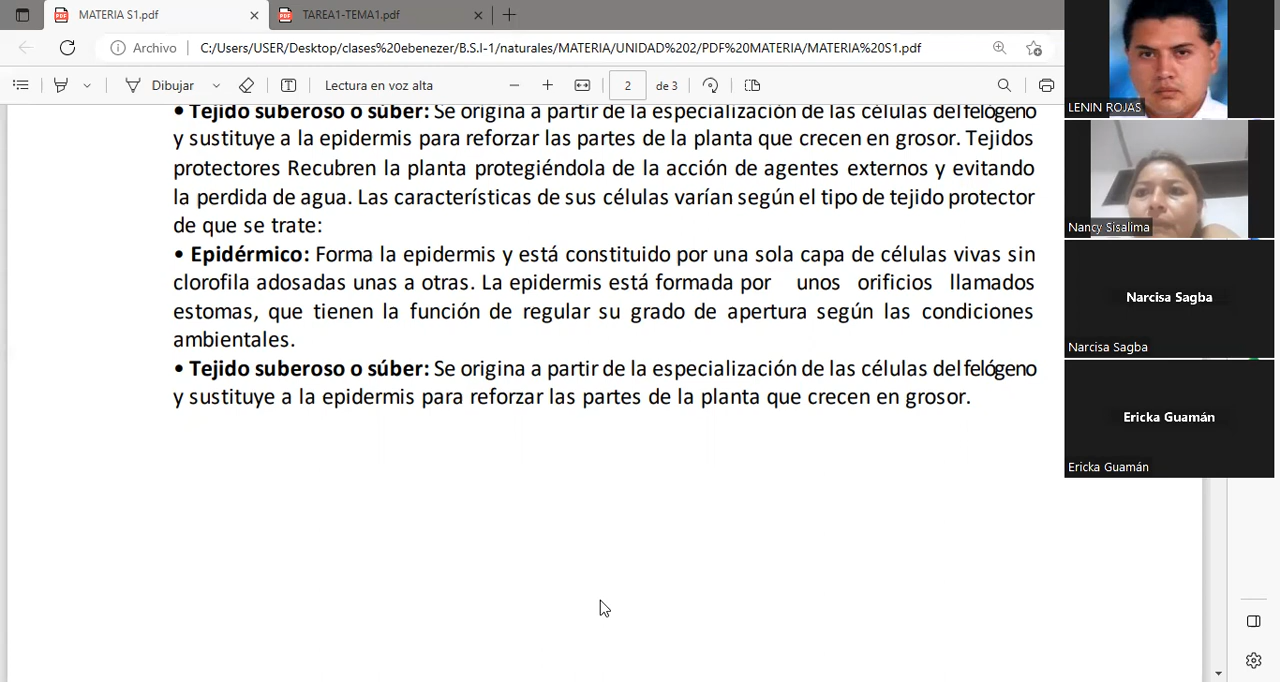 MATERIA S1.pdf
TAREA1-TEMA1.pdf
Archivo
C:/Users/USER/Desktop/clases%20ebenezer/B.S.I-1/naturales/MATERIA/UNIDAD%202/PDF%20MATERIA/MATERIA%20S1.pdf
Dibujar
Lectura en voz alta
2 de 3
• Tejido suberoso o súber: Se origina a partir de la especialización de las células del felógeno
y sustituye a la epidermis para reforzar las partes de la planta que crecen en grosor. Tejidos
protectores Recubren la planta protegiéndola de la acción de agentes externos y evitando
la perdida de agua. Las características de sus células varían según el tipo de tejido protector
de que se trate:
• Epidérmico: Forma la epidermis y está constituido por una sola capa de células vivas sin
clorofila adosadas unas a otras. La epidermis está formada por unos orificios llamados
estomas, que tienen la función de regular su grado de apertura según las condiciones
ambientales.
• Tejido suberoso o súber: Se origina a partir de la especialización de las células del felógeno
y sustituye a la epidermis para reforzar las partes de la planta que crecen en grosor.
LENIN ROJAS
Nancy Sisalima
Narcisa Sagba
Narcisa Sagba
Ericka Guamán
Ericka Guamán